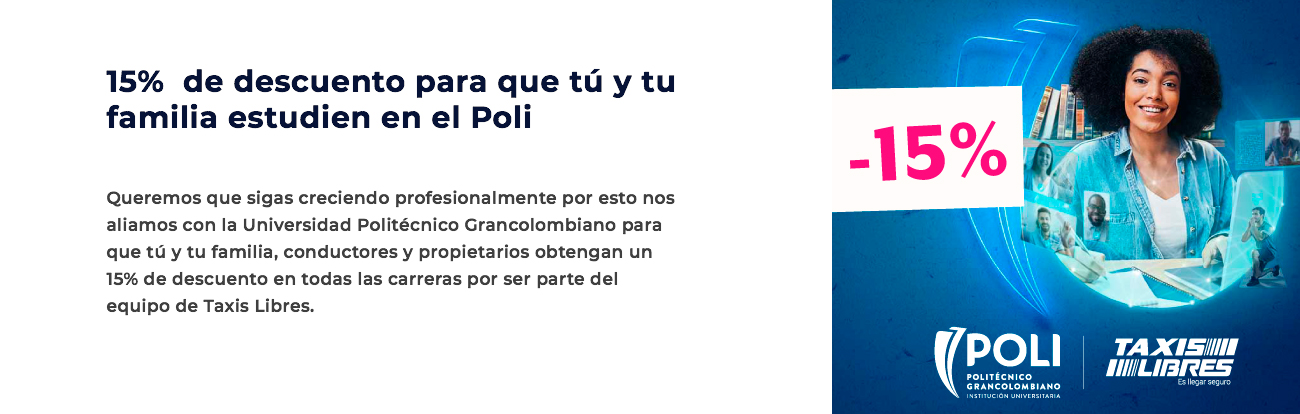 15% de descuento para que tú y tu
familia estudien en el Poli
Queremos que sigas creciendo profesionalmente por esto nos
aliamos con la Universidad Politécnico Grancolombiano para
que tú y tu familia, conductores y propietarios obtengan un
15% de descuento en todas las carreras por ser parte del
equipo de Taxis Libres.
-15%
POLI
POLITÉCNICO
GRANCOLOMBIANO
INSTITUCIÓN UNIVERSITARIA
TAXIS
LIBRES
Es llegar seguro